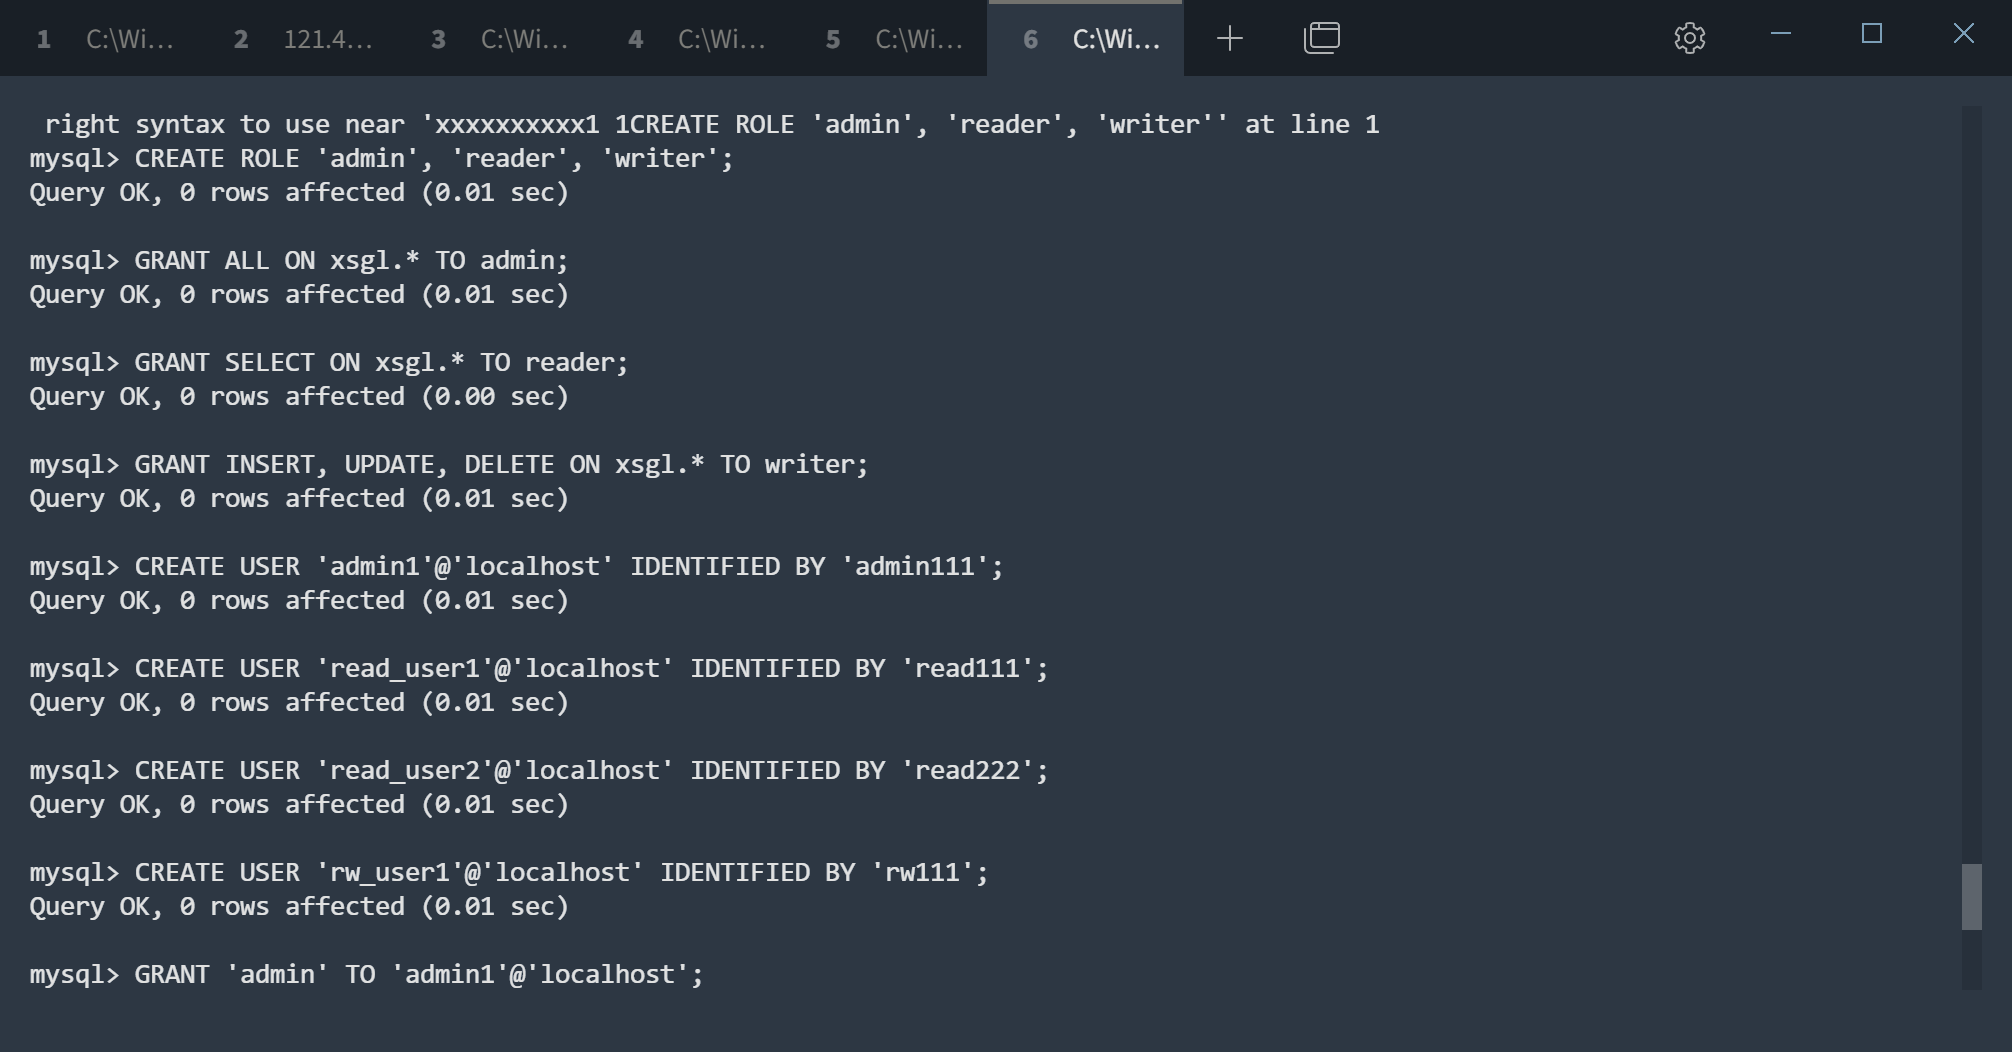 1 C:\Wi... 2 121.4... 3 C:\Wi... 4 C:\Wi... 5 C:\Wi... 6 C:\Wi...
right syntax to use near 'xxxxxxxxxx1 1CREATE ROLE 'admin', 'reader', 'writer'' at line 1
mysql> CREATE ROLE 'admin', 'reader', 'writer';
Query OK, 0 rows affected (0.01 sec)
mysql> GRANT ALL ON xsgl.* TO admin;
Query OK, 0 rows affected (0.01 sec)
mysql> GRANT SELECT ON xsgl.* TO reader;
Query OK, 0 rows affected (0.00 sec)
mysql> GRANT INSERT, UPDATE, DELETE ON xsgl.* TO writer;
Query OK, 0 rows affected (0.01 sec)
mysql> CREATE USER 'admin1'@'localhost' IDENTIFIED BY 'admin111';
Query OK, 0 rows affected (0.01 sec)
mysql> CREATE USER 'read_user1'@'localhost' IDENTIFIED BY 'read111';
Query OK, 0 rows affected (0.01 sec)
mysql> CREATE USER 'read_user2'@'localhost' IDENTIFIED BY 'read222';
Query OK, 0 rows affected (0.01 sec)
mysql> CREATE USER 'rw_user1'@'localhost' IDENTIFIED BY 'rw111';
Query OK, 0 rows affected (0.01 sec)
mysql> GRANT 'admin' TO 'admin1'@'localhost';